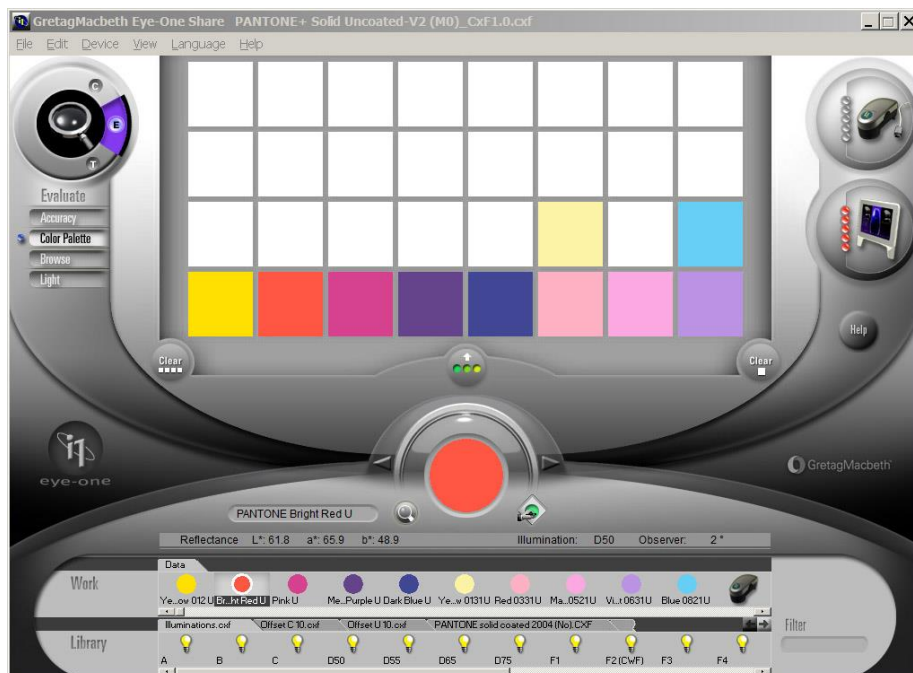 GretagMacbeth Eye-One Share PANTONE+ Solid Uncoated-V2 (M0)_CxF1.0.cxf
File Edit Device View Language Help
C
E
T
Evaluate
Accuracy
Color Palette
Browse
Light
Help
Clear
Clear
i1
eye-one
GretagMacbeth
PANTONE Bright Red U
Reflectance L*: 61.8 a*: 65.9 b*: 48.9 Illumination: D50 Observer: 2 °
Work
Data
Ye..ow 012 U Br..ht Red U Pink U Me..Purple U Dark Blue U Ye..w 0131U Red 0331U Ma..0521U Vi..t 0631U Blue 0821U
Library
Illuminations.cxf Offset C 10.cxf Offset U 10.cxf PANTONE solid coated 2004 (No).CXF
Filter
A B C D50 D55 D65 D75 F1 F2 (CWF) F3 F4